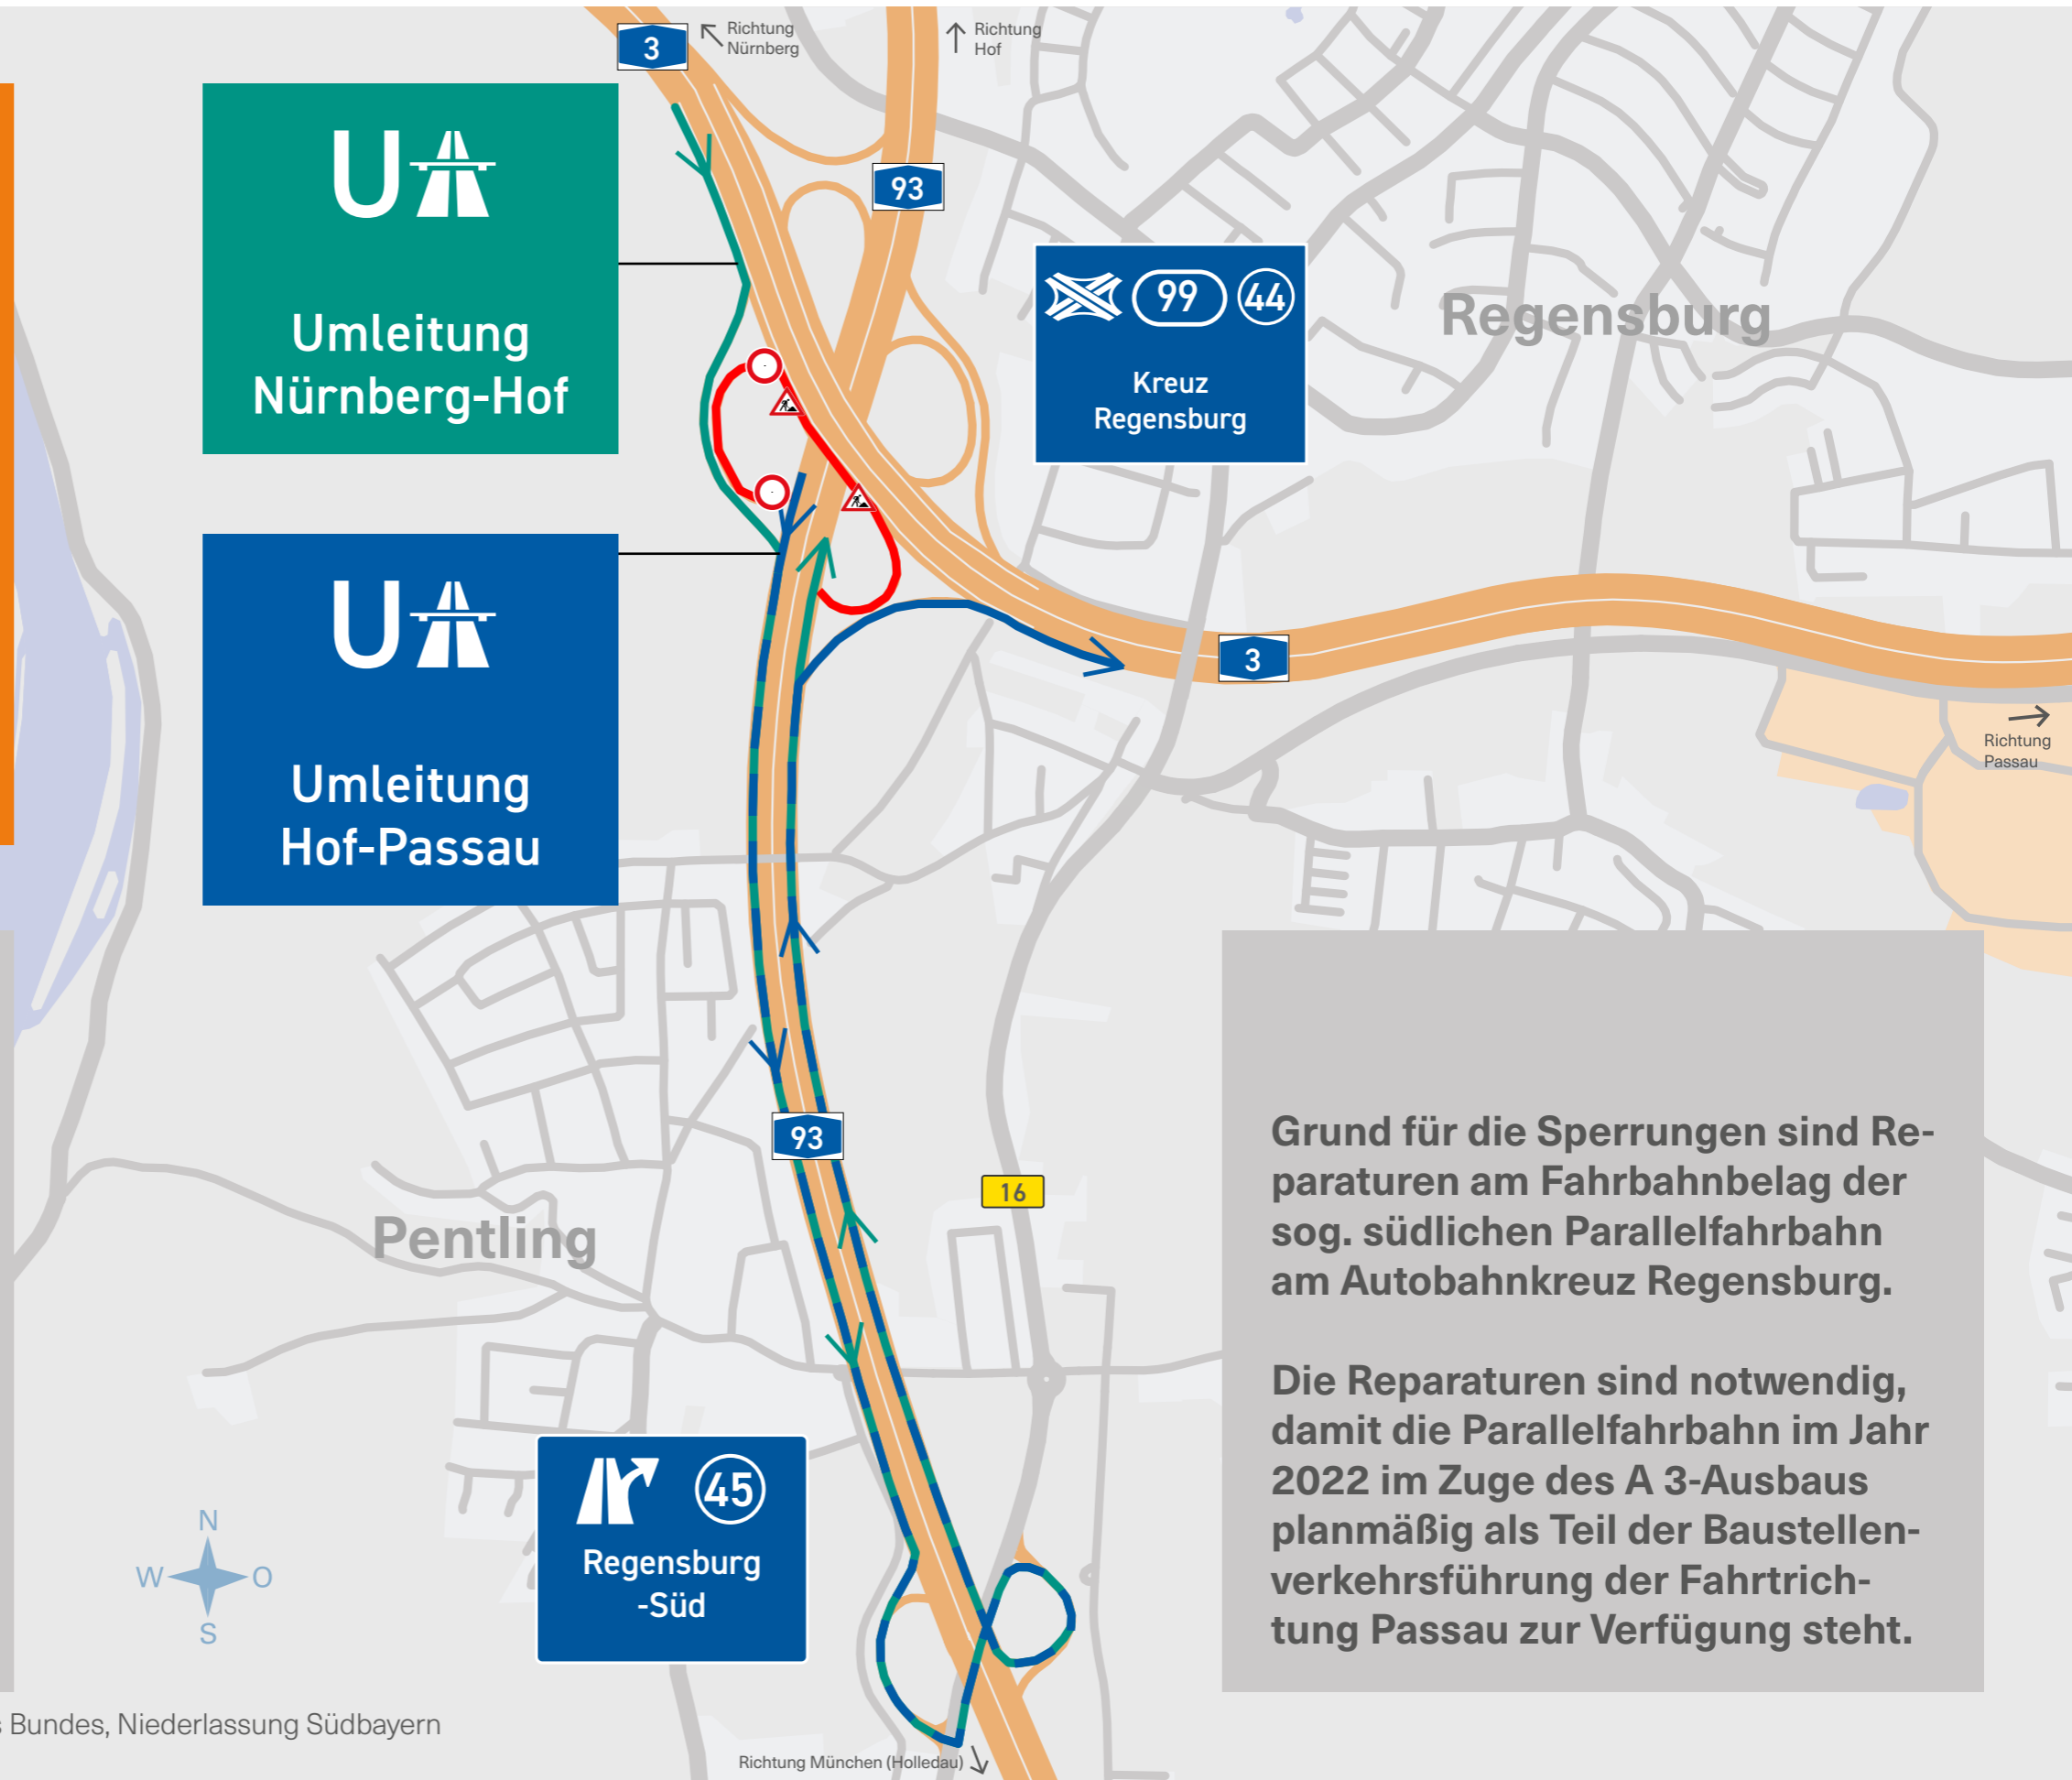 3
Richtung
Nürnberg
Richtung
Hof
93
U
Umleitung
Nürnberg-Hof
99 44
Kreuz
Regensburg
Regensburg
U
Umleitung
Hof-Passau
3
Richtung
Passau
93
16
Pentling
Grund für die Sperrungen sind Re-
paraturen am Fahrbahnbelag der
sog. südlichen Parallelfahrbahn
am Autobahnkreuz Regensburg.
Die Reparaturen sind notwendig,
damit die Parallelfahrbahn im Jahr
2022 im Zuge des A 3-Ausbaus
planmäßig als Teil der Baustellen-
verkehrsführung der Fahrtrich-
tung Passau zur Verfügung steht.
45
Regensburg
-Süd
N
W O
S
s Bundes, Niederlassung Südbayern
Richtung München (Holledau)